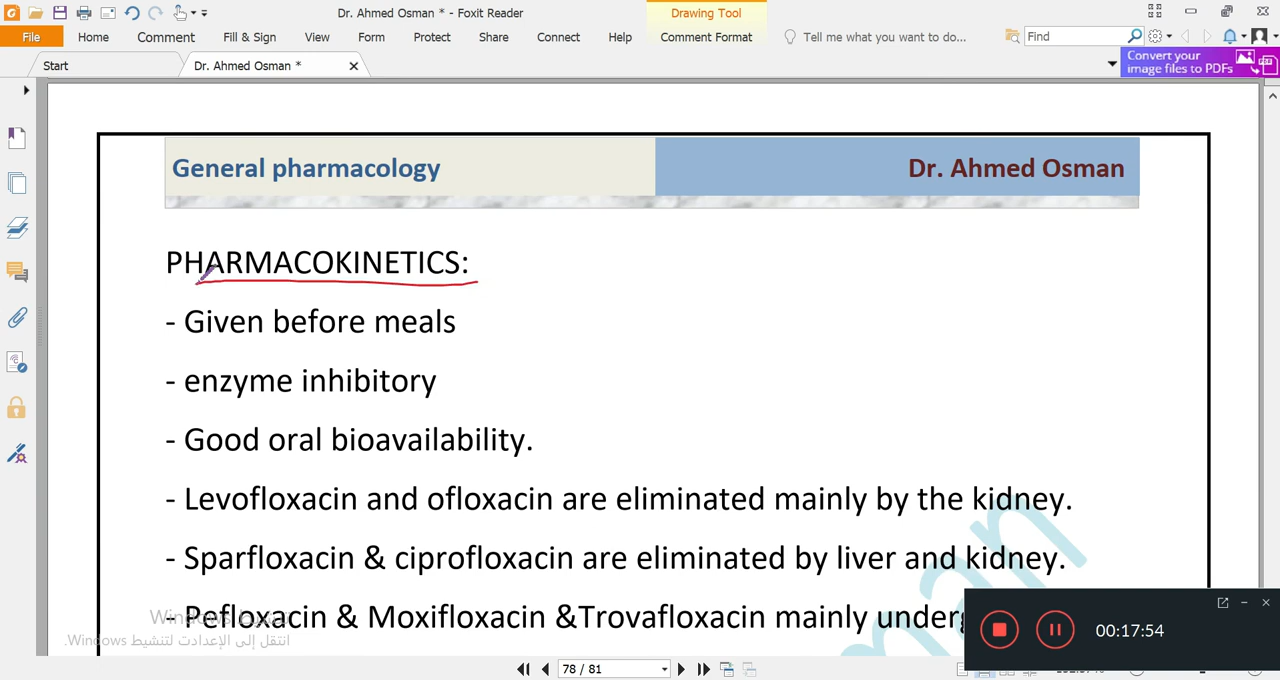 Dr. Ahmed Osman * - Foxit Reader
Drawing Tool
File
Home
Comment
Fill & Sign
View
Form
Protect
Share
Connect
Help
Comment Format
Tell me what you want to do...
Find
Start
Dr. Ahmed Osman *
Convert your
image files to PDFs
General pharmacology
Dr. Ahmed Osman
PHARMACOKINETICS:
- Given before meals
- enzyme inhibitory
- Good oral bioavailability.
- Levofloxacin and ofloxacin are eliminated mainly by the kidney.
- Sparfloxacin & ciprofloxacin are eliminated by liver and kidney.
- Pefloxacin & Moxifloxacin &Trovafloxacin mainly
تنشيط Windows
انتقل إلى الإعدادات لتنشيط Windows.
00:17:54
78 / 81